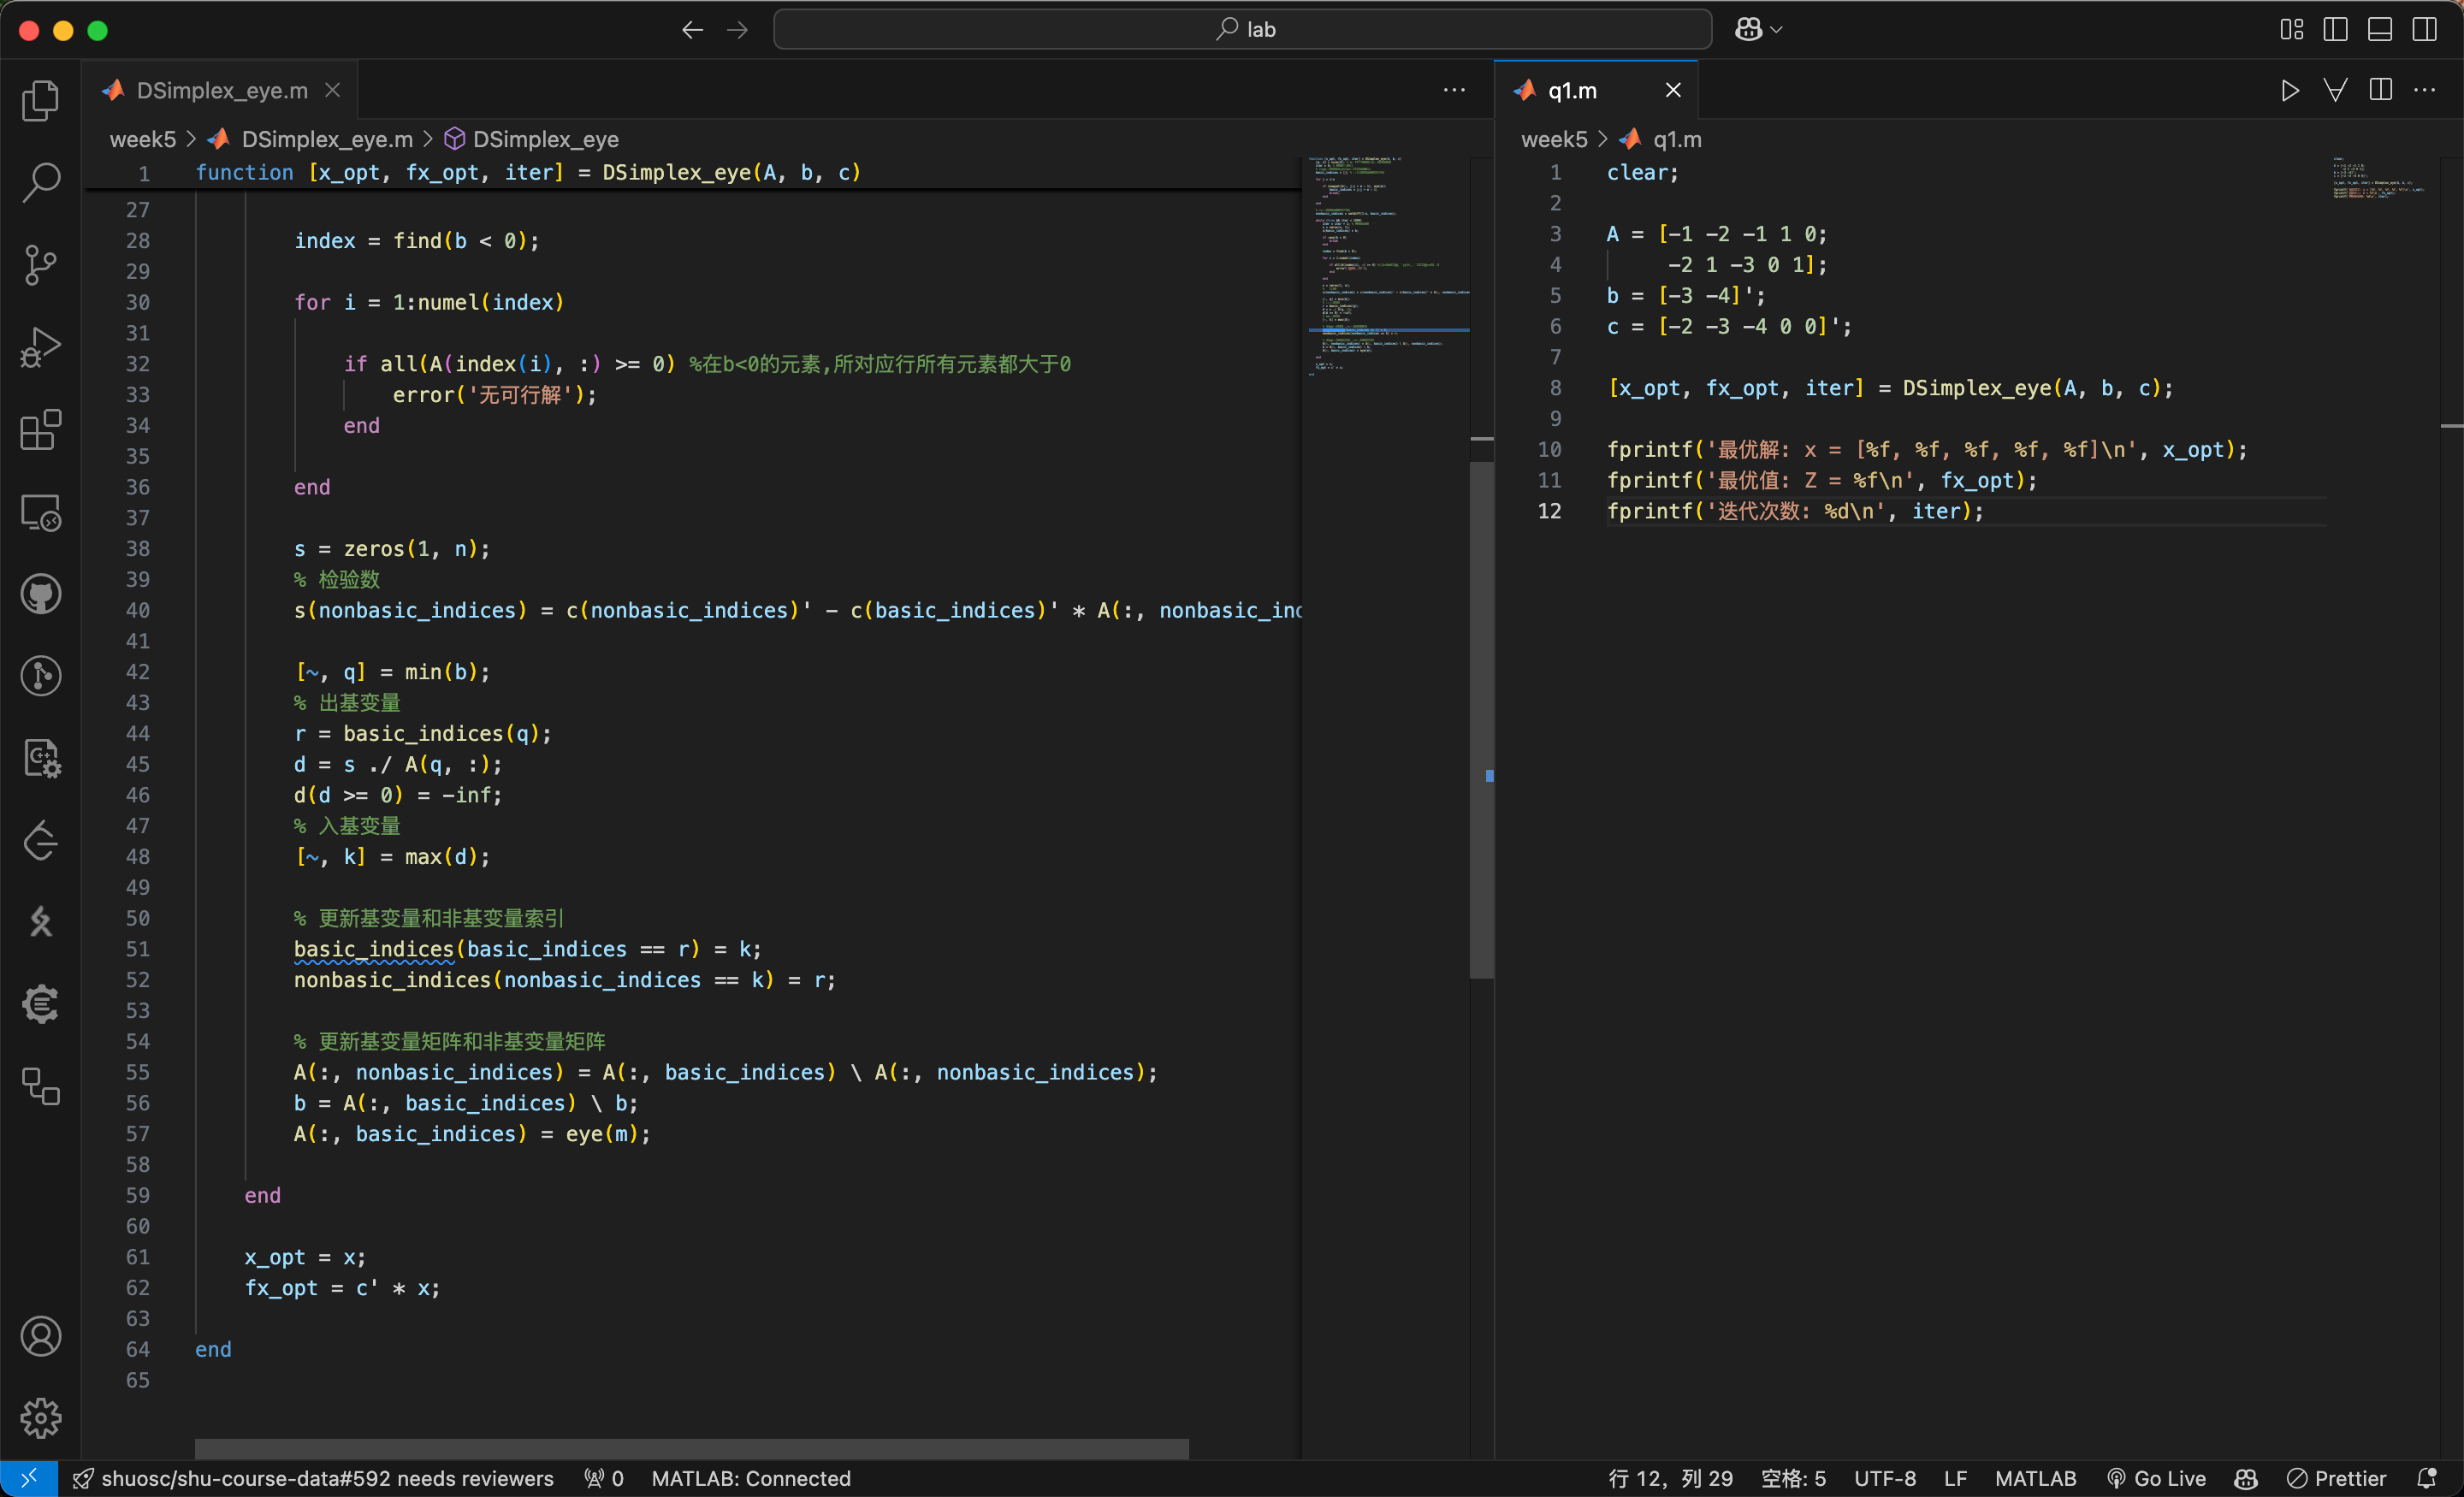 lab
DSimplex_eye.m
week5 > DSimplex_eye.m > DSimplex_eye
1 function [x_opt, fx_opt, iter] = DSimplex_eye(A, b, c)
27
28 index = find(b < 0);
29
30 for i = 1:numel(index)
31
32 if all(A(index(i), :) >= 0) %在b<0的元素,所对应行所有元素都大于0
33 error('无可行解');
34 end
35
36 end
37
38 s = zeros(1, n);
39 % 检验数
40 s(nonbasic_indices) = c(nonbasic_indices)' - c(basic_indices)' * A(:, nonbasic_inc
41
42 [~, q] = min(b);
43 % 出基变量
44 r = basic_indices(q);
45 d = s ./ A(q, :);
46 d(d >= 0) = -inf;
47 % 入基变量
48 [~, k] = max(d);
49
50 % 更新基变量和非基变量索引
51 basic_indices(basic_indices == r) = k;
52 nonbasic_indices(nonbasic_indices == k) = r;
53
54 % 更新基变量矩阵和非基变量矩阵
55 A(:, nonbasic_indices) = A(:, basic_indices) \ A(:, nonbasic_indices);
56 b = A(:, basic_indices) \ b;
57 A(:, basic_indices) = eye(m);
58
59 end
60
61 x_opt = x;
62 fx_opt = c' * x;
63
64 end
65
q1.m
week5 > q1.m
1 clear;
2
3 A = [-1 -2 -1 1 0;
4 -2 1 -3 0 1];
5 b = [-3 -4]';
6 c = [-2 -3 -4 0 0]';
7
8 [x_opt, fx_opt, iter] = DSimplex_eye(A, b, c);
9
10 fprintf('最优解: x = [%f, %f, %f, %f, %f]\n', x_opt);
11 fprintf('最优值: Z = %f\n', fx_opt);
12 fprintf('迭代次数: %d\n', iter);
shuosc/shu-course-data#592 needs reviewers 0 MATLAB: Connected 行 12，列 29 空格: 5 UTF-8 LF MATLAB Go Live Prettier